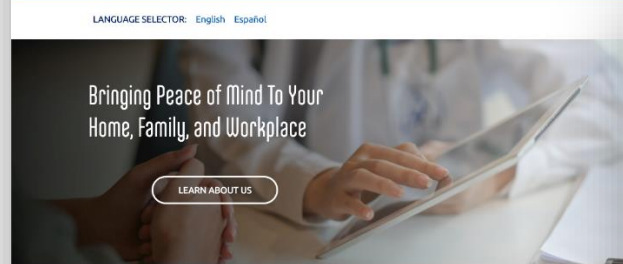 LANGUAGE SELECTOR: English Español
Bringing Peace of Mind To Your
Home, Family, and Workplace
LEARN ABOUT US